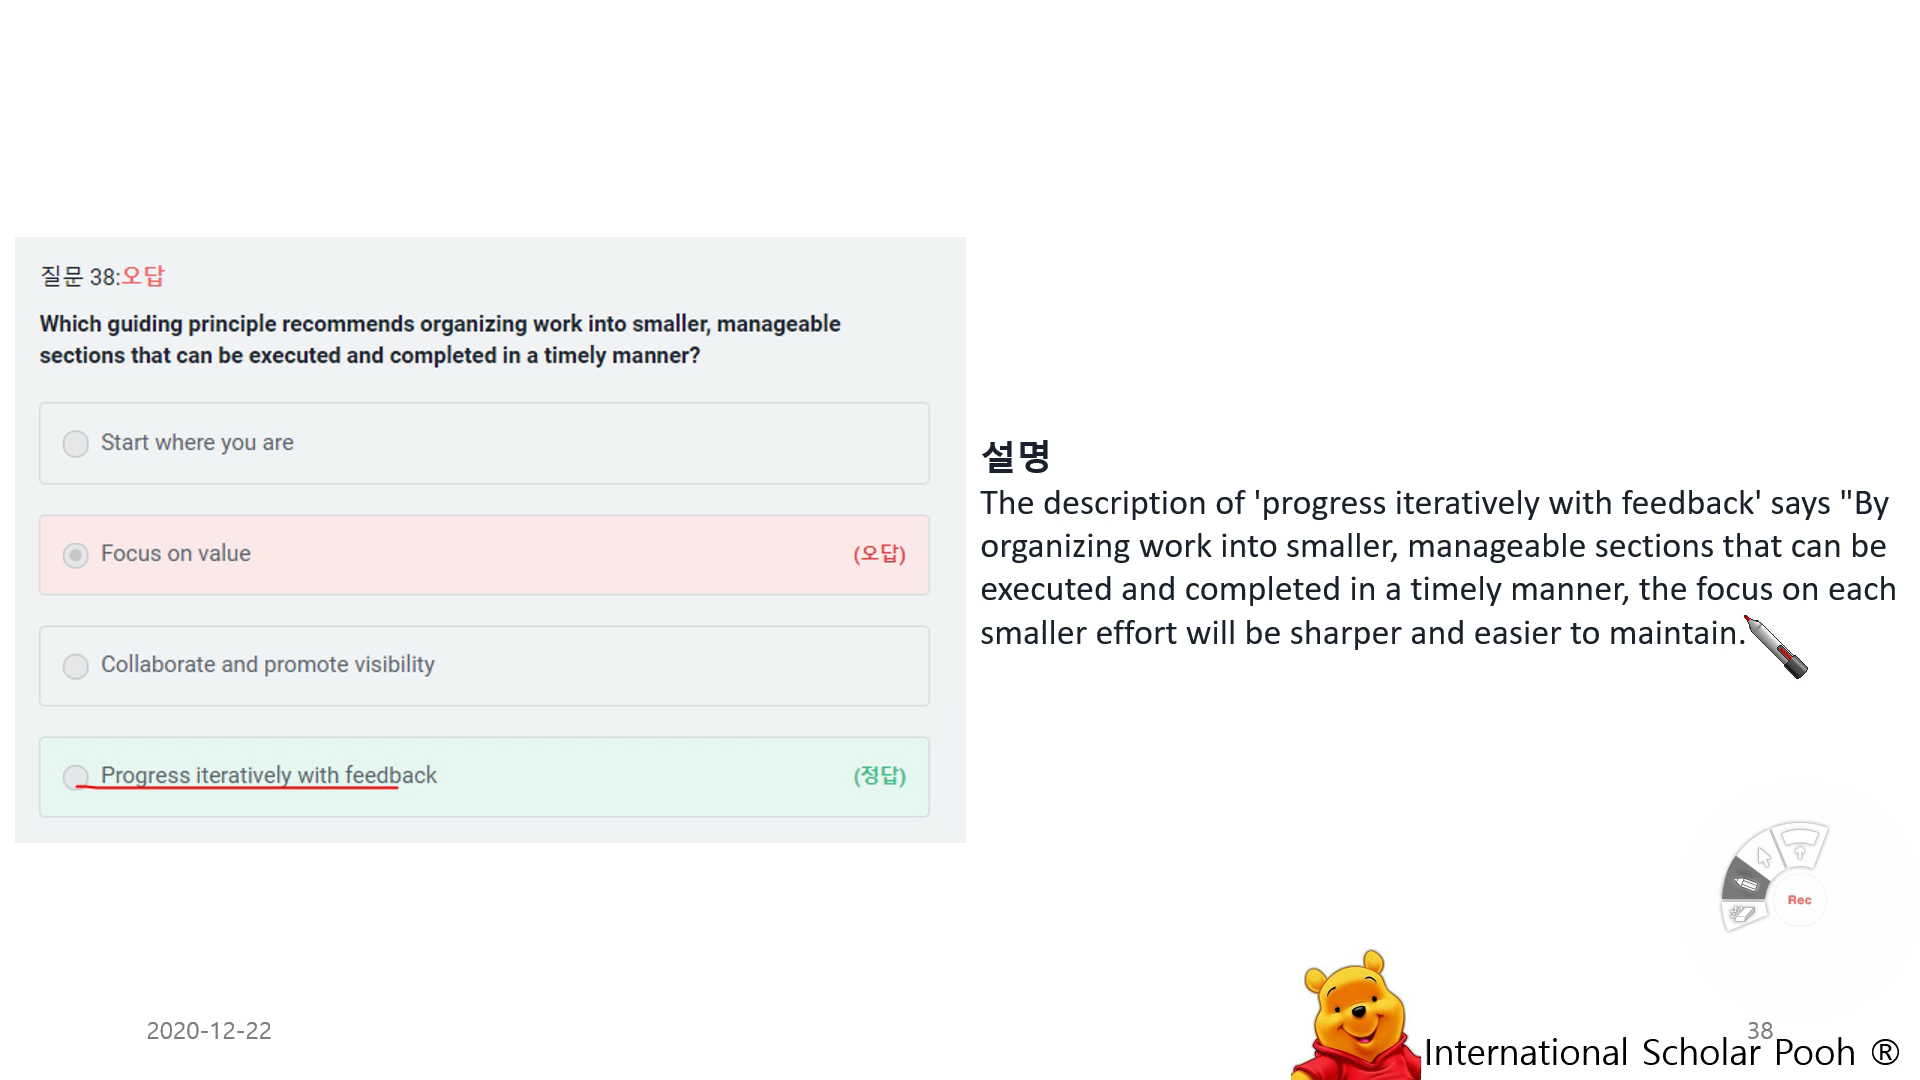 질문 38:오답
Which guiding principle recommends organizing work into smaller, manageable
sections that can be executed and completed in a timely manner?
Start where you are
Focus on value
(오답)
Collaborate and promote visibility
Progress iteratively with feedback
(정답)
설명
The description of 'progress iteratively with feedback' says "By
organizing work into smaller, manageable sections that can be
executed and completed in a timely manner, the focus on each
smaller effort will be sharper and easier to maintain.
Rec
2020-12-22
38
International Scholar Pooh ®